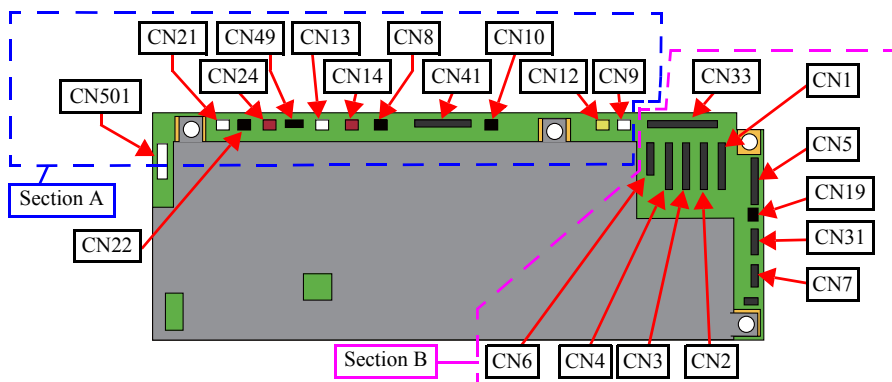 CN21
CN49
CN13
CN8
CN10
CN24
CN14
CN41
CN12
CN9
CN33
CN1
CN501
CN5
CN19
Section A
CN22
CN31
CN7
Section B
CN6
CN4
CN3
CN2